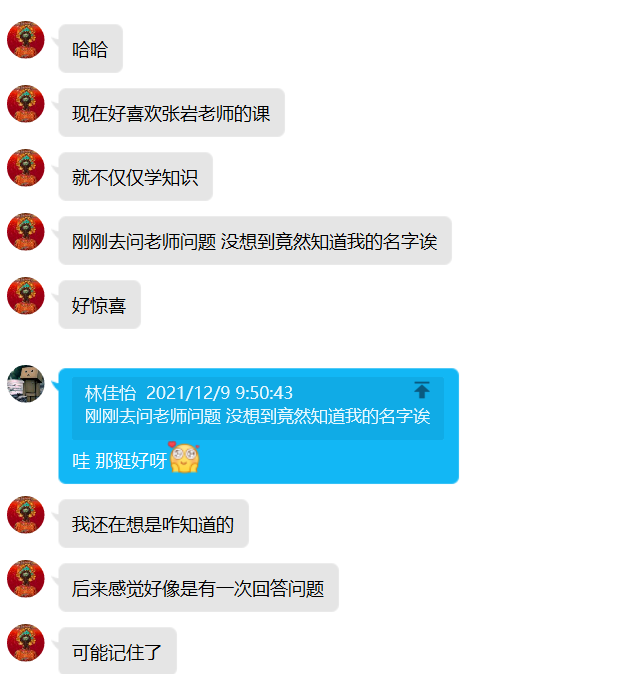 哈哈
现在好喜欢张岩老师的课
就不仅仅学知识
刚刚去问老师问题 没想到竟然知道我的名字诶
好惊喜
林佳怡 2021/12/9 9:50:43
刚刚去问老师问题 没想到竟然知道我的名字诶
哇 那挺好呀
我还在想是咋知道的
后来感觉好像是有一次回答问题
可能记住了